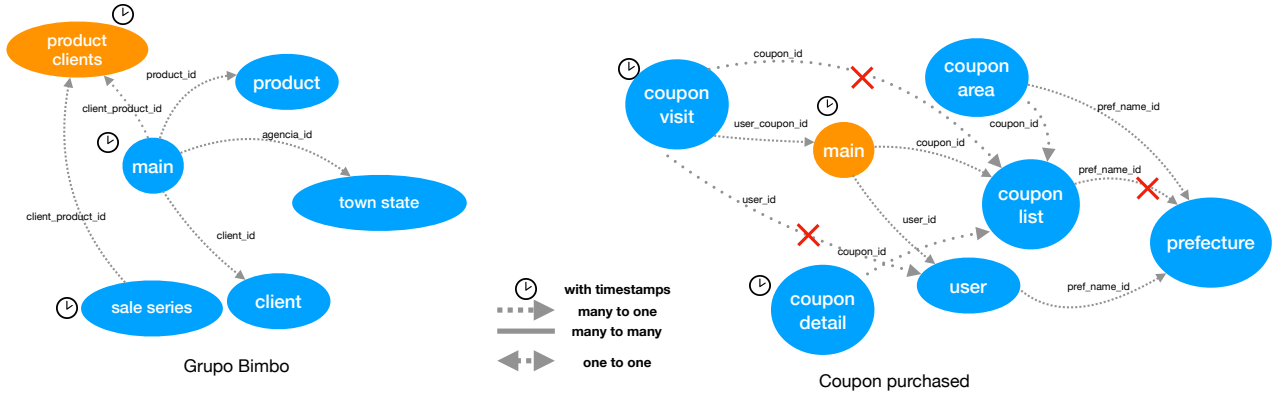 product
clients
product_id
product
client_product_id
agencia_id
main
town state
client_product_id
client_id
sale series
client
Grupo Bimbo
with timestamps
many to one
many to many
one to one
coupon_id
coupon
visit
coupon
area
pref_name_id
user_coupon_id
coupon_id
main
coupon_id
pref_name_id
coupon
list
user_id
user_id
prefecture
coupon_id
user
pref_name_id
coupon
detail
Coupon purchased